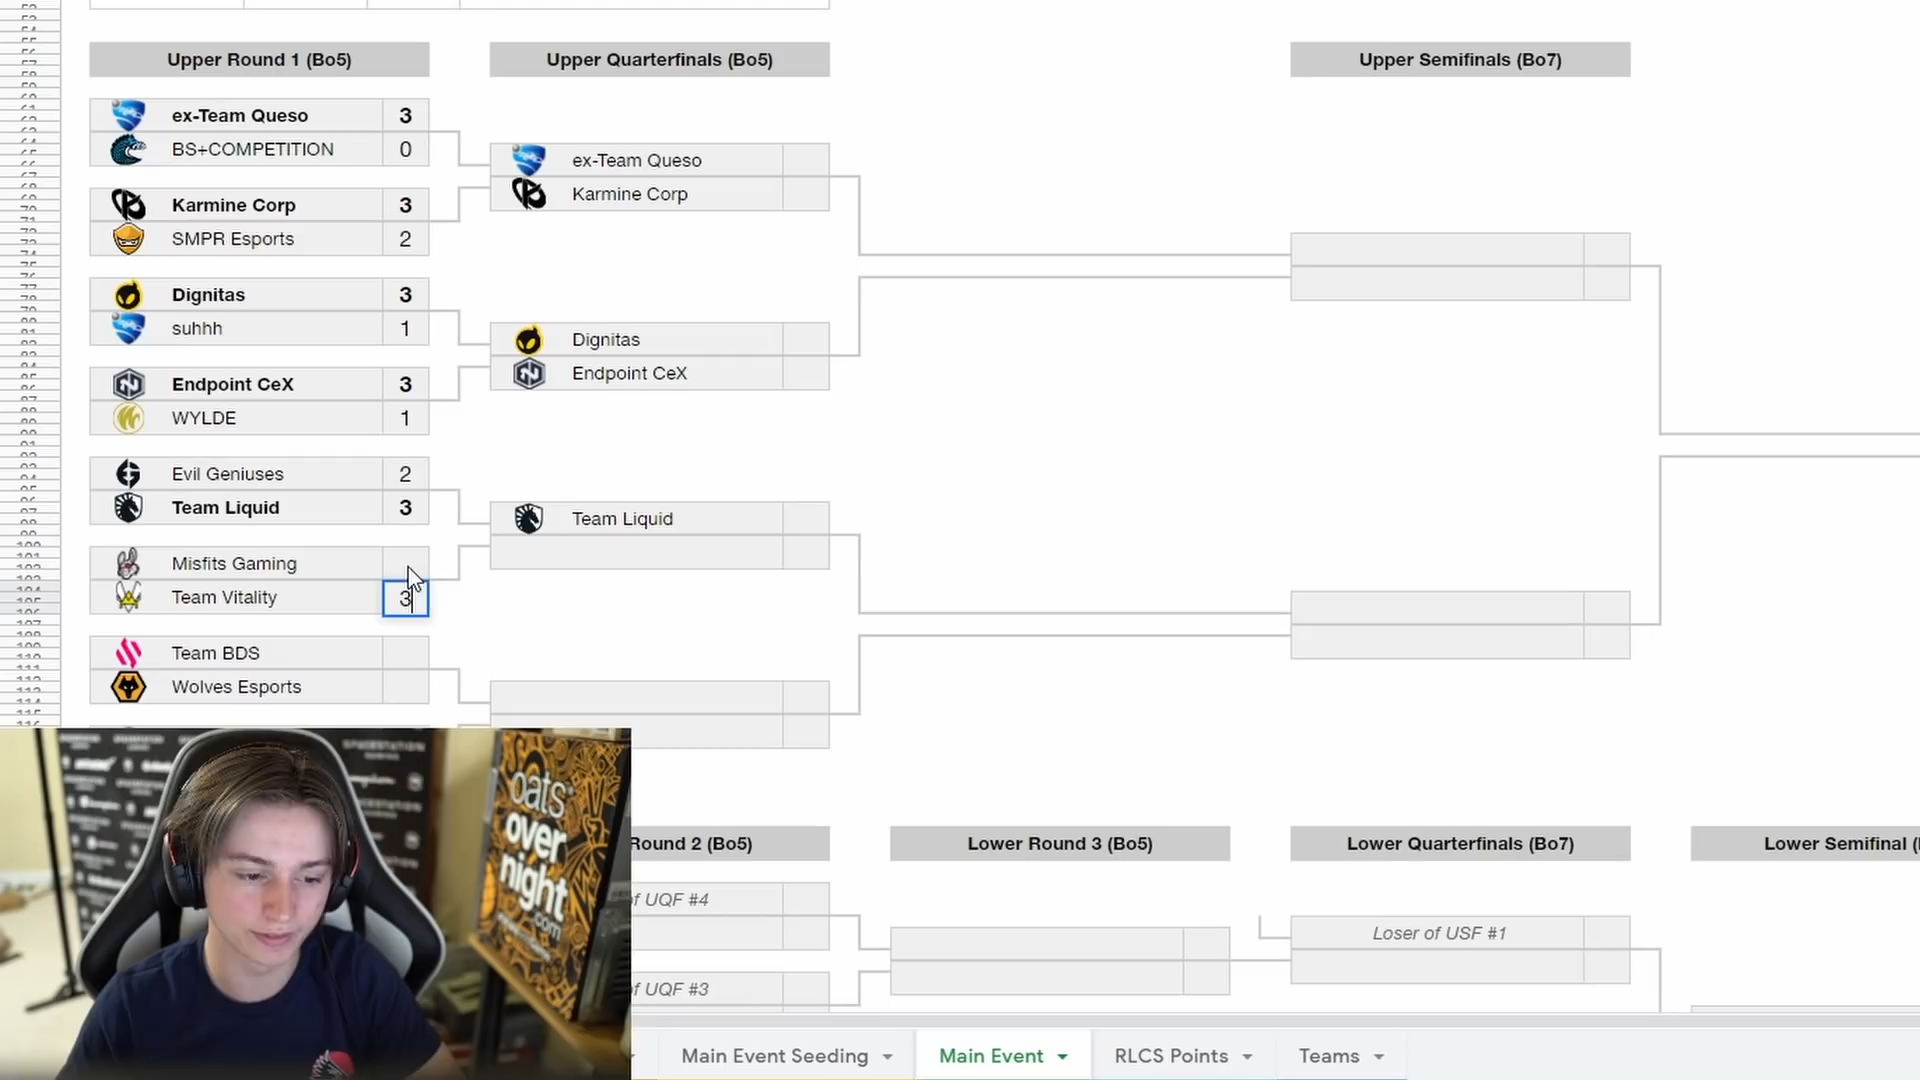 Upper Round 1 (Bo5)
Upper Quarterfinals (Bo5)
Upper Semifinals (Bo7)
ex-Team Queso 3
BS+COMPETITION 0
Karmine Corp 3
SMPR Esports 2
Dignitas 3
suhhh 1
Endpoint CeX 3
WYLDE 1
Evil Geniuses 2
Team Liquid 3
Misfits Gaming
Team Vitality 3
Team BDS
Wolves Esports
ex-Team Queso
Karmine Corp
Dignitas
Endpoint CeX
Team Liquid
oats
over
night
.com
Round 2 (Bo5)
Lower Round 3 (Bo5)
Lower Quarterfinals (Bo7)
Lower Semifinal (
of UQF #4
of UQF #3
Loser of USF #1
Main Event Seeding
Main Event
RLCS Points
Teams